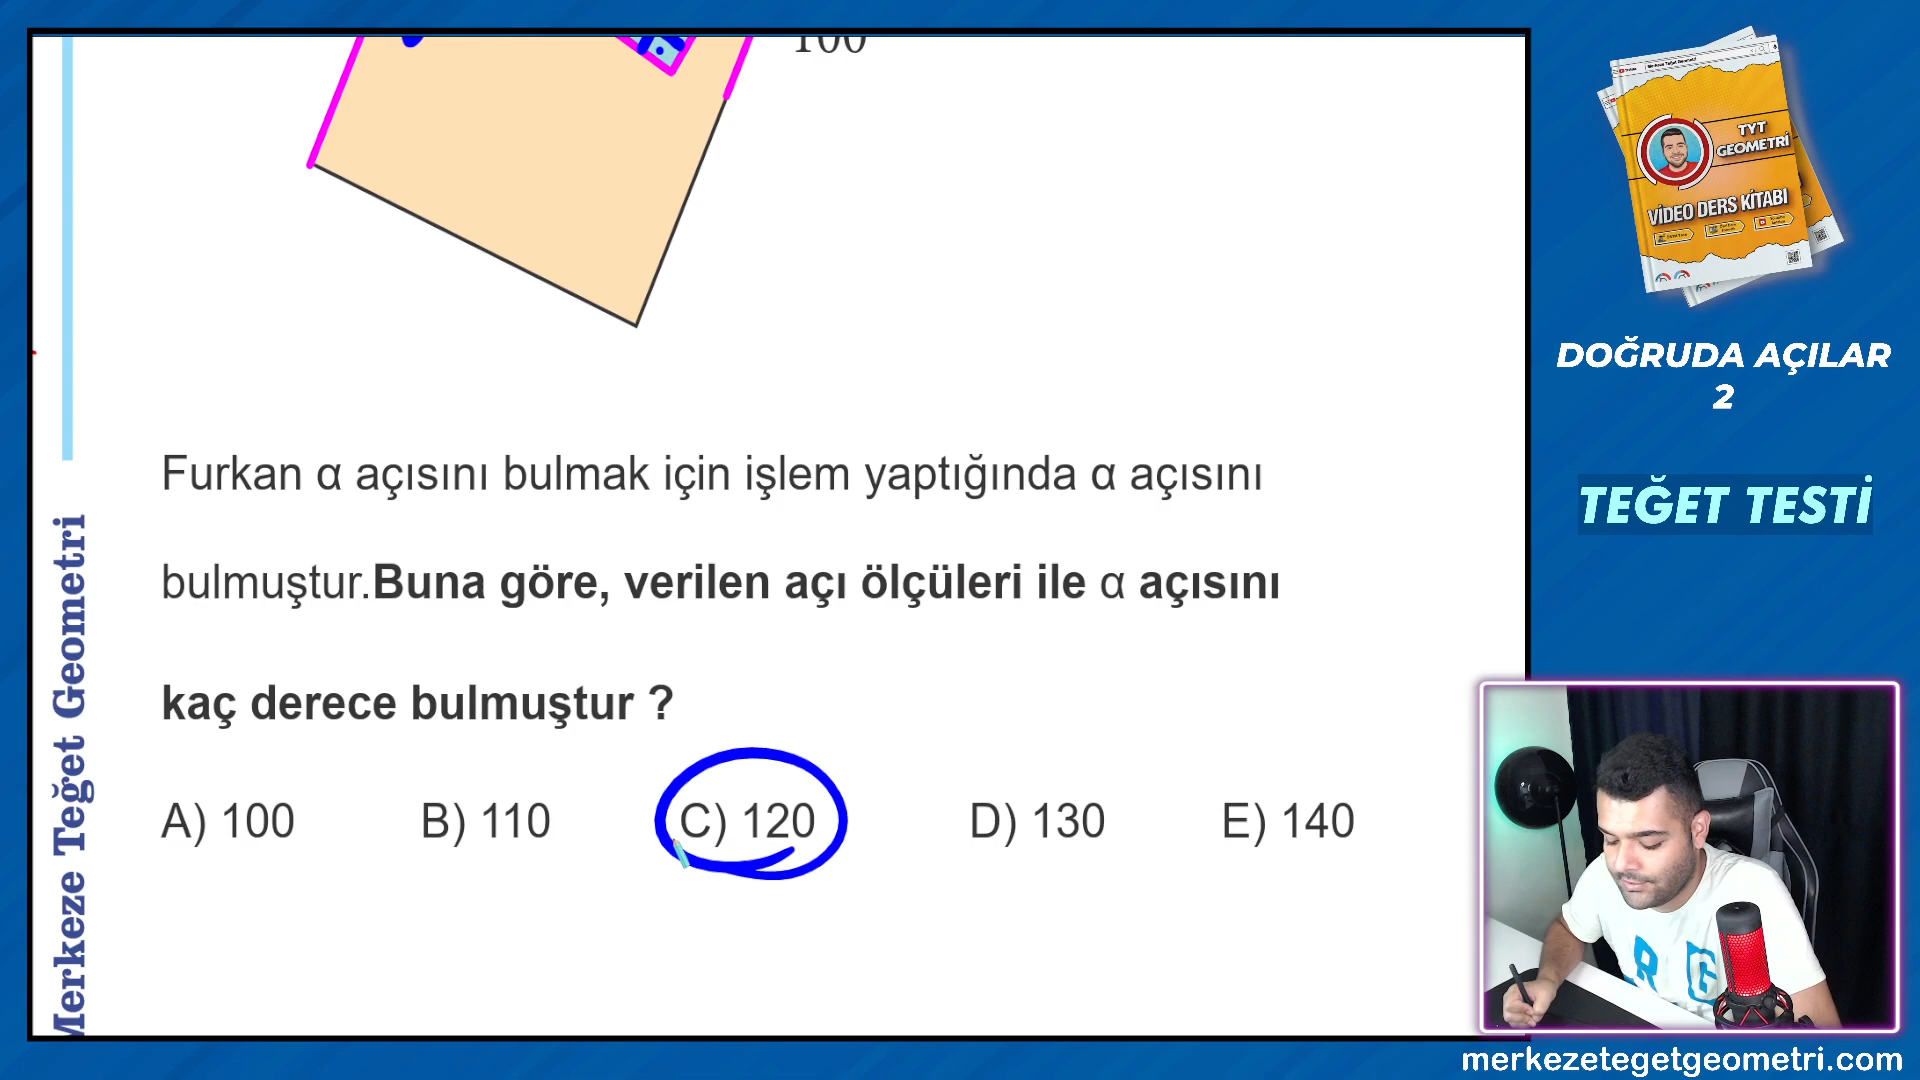 100
Furkan α açısını bulmak için işlem yaptığında α açısını
bulmuştur.Buna göre, verilen açı ölçüleri ile α açısını
kaç derece bulmuştur ?
A) 100 B) 110 C) 120 D) 130 E) 140
Merkeze Teğet Geometri
TYT
GEOMETRİ
VİDEO DERS KİTABI
DOĞRUDA AÇILAR
2
TEĞET TESTİ
R G
merkezetegetgeometri.com